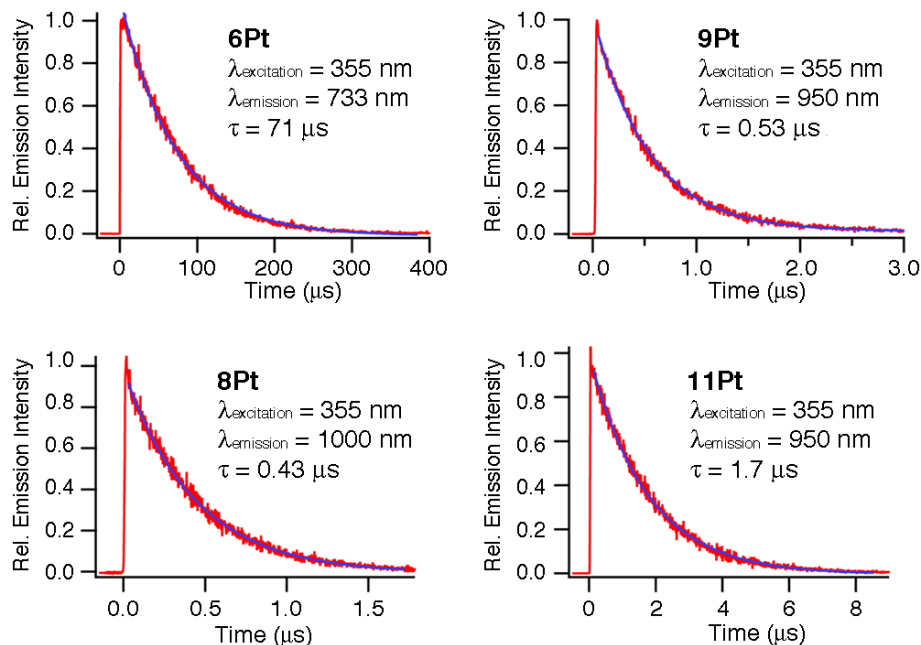 Rel. Emission Intensity
1.0
0.8
0.6
0.4
0.2
0.0
6Pt
λexcitation = 355 nm
λemission = 733 nm
τ = 71 μs
0 100 200 300 400
Time (μs)
Rel. Emission Intensity
1.0
0.8
0.6
0.4
0.2
0.0
9Pt
λexcitation = 355 nm
λemission = 950 nm
τ = 0.53 μs
0.0 1.0 2.0 3.0
Time (μs)
Rel. Emission Intensity
1.0
0.8
0.6
0.4
0.2
0.0
8Pt
λexcitation = 355 nm
λemission = 1000 nm
τ = 0.43 μs
0.0 0.5 1.0 1.5
Time (μs)
Rel. Emission Intensity
1.0
0.8
0.6
0.4
0.2
0.0
11Pt
λexcitation = 355 nm
λemission = 950 nm
τ = 1.7 μs
0 2 4 6 8
Time (μs)